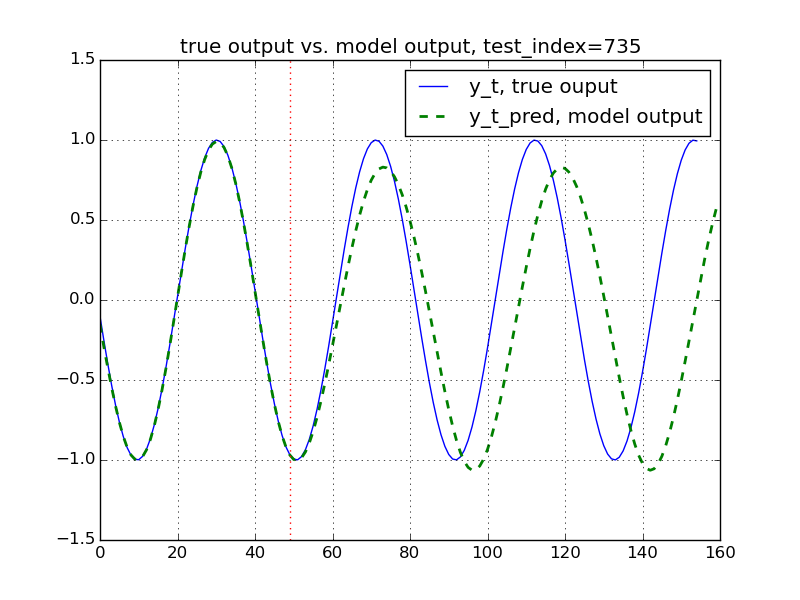 true output vs. model output, test_index=735
y_t, true ouput
y_t_pred, model output
1.5
1.0
0.5
0.0
−0.5
−1.0
−1.5
0 20 40 60 80 100 120 140 160